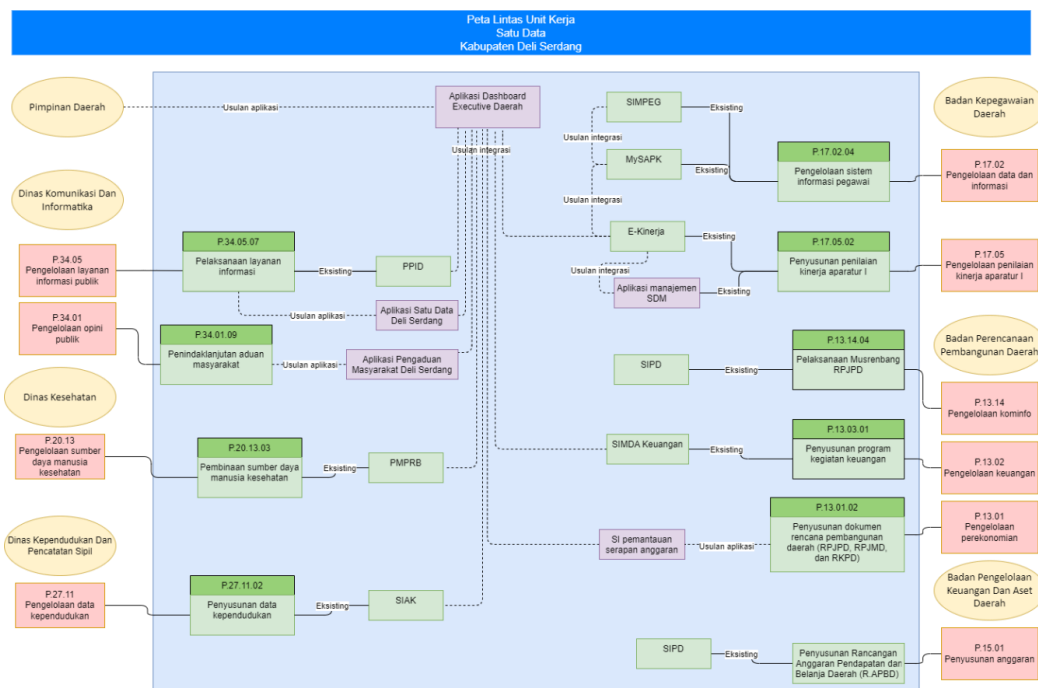 Peta Lintas Unit Kerja
Satu Data
Kabupaten Deli Serdang
Pimpinan Daerah
Usulan aplikasi
Aplikasi Dashboard
Executive Daerah
Usulan integrasi
SIMPEG
Eksisting
Usulan integrasi
MySAPK
Eksisting
Usulan integrasi
E-Kinerja
Eksisting
Usulan integrasi
Aplikasi manajemen
SDM
Eksisting
P.17.02.04
Pengelolaan sistem
informasi pegawai
P.17.05.02
Penyusunan penilaian
kinerja aparatur I
Badan Kepegawaian
Daerah
P.17.02
Pengelolaan data dan
informasi
P.17.05
Pengelolaan penilaian
kinerja aparatur I
Dinas Komunikasi Dan
Informatika
P.34.05
Pengelolaan layanan
informasi publik
P.34.01
Pengelolaan opini
publik
P.34.05.07
Pelaksanaan layanan
informasi
Eksisting
PPID
Usulan aplikasi
Aplikasi Satu Data
Deli Serdang
P.34.01.09
Penindaklanjutan aduan
masyarakat
Usulan aplikasi
Aplikasi Pengaduan
Masyarakat Deli Serdang
SIPD
Eksisting
P.13.14.04
Pelaksanaan Musrenbang
RPJPD
Badan Perencanaan
Pembangunan Daerah
P.13.14
Pengelolaan kominfo
Dinas Kesehatan
P.20.13
Pengelolaan sumber
daya manusia
kesehatan
P.20.13.03
Pembinaan sumber daya
manusia kesehatan
Eksisting
PMPRB
SIMDA Keuangan
Eksisting
P.13.03.01
Penyusunan program
kegiatan keuangan
P.13.02
Pengelolaan keuangan
SI pemantauan
serapan anggaran
Usulan aplikasi
P.13.01.02
Penyusunan dokumen
rencana pembangunan
daerah (RPJPD, RPJMD,
dan RKPD)
P.13.01
Pengelolaan
perekonomian
Dinas Kependudukan Dan
Pencatatan Sipil
P.27.11
Pengelolaan data
kependudukan
P.27.11.02
Penyusunan data
kependudukan
Eksisting
SIAK
Badan Pengelolaan
Keuangan Dan Aset
Daerah
SIPD
Eksisting
Penyusunan Rancangan
Anggaran Pendapatan dan
Belanja Daerah (R.APBD)
P.15.01
Penyusunan anggaran